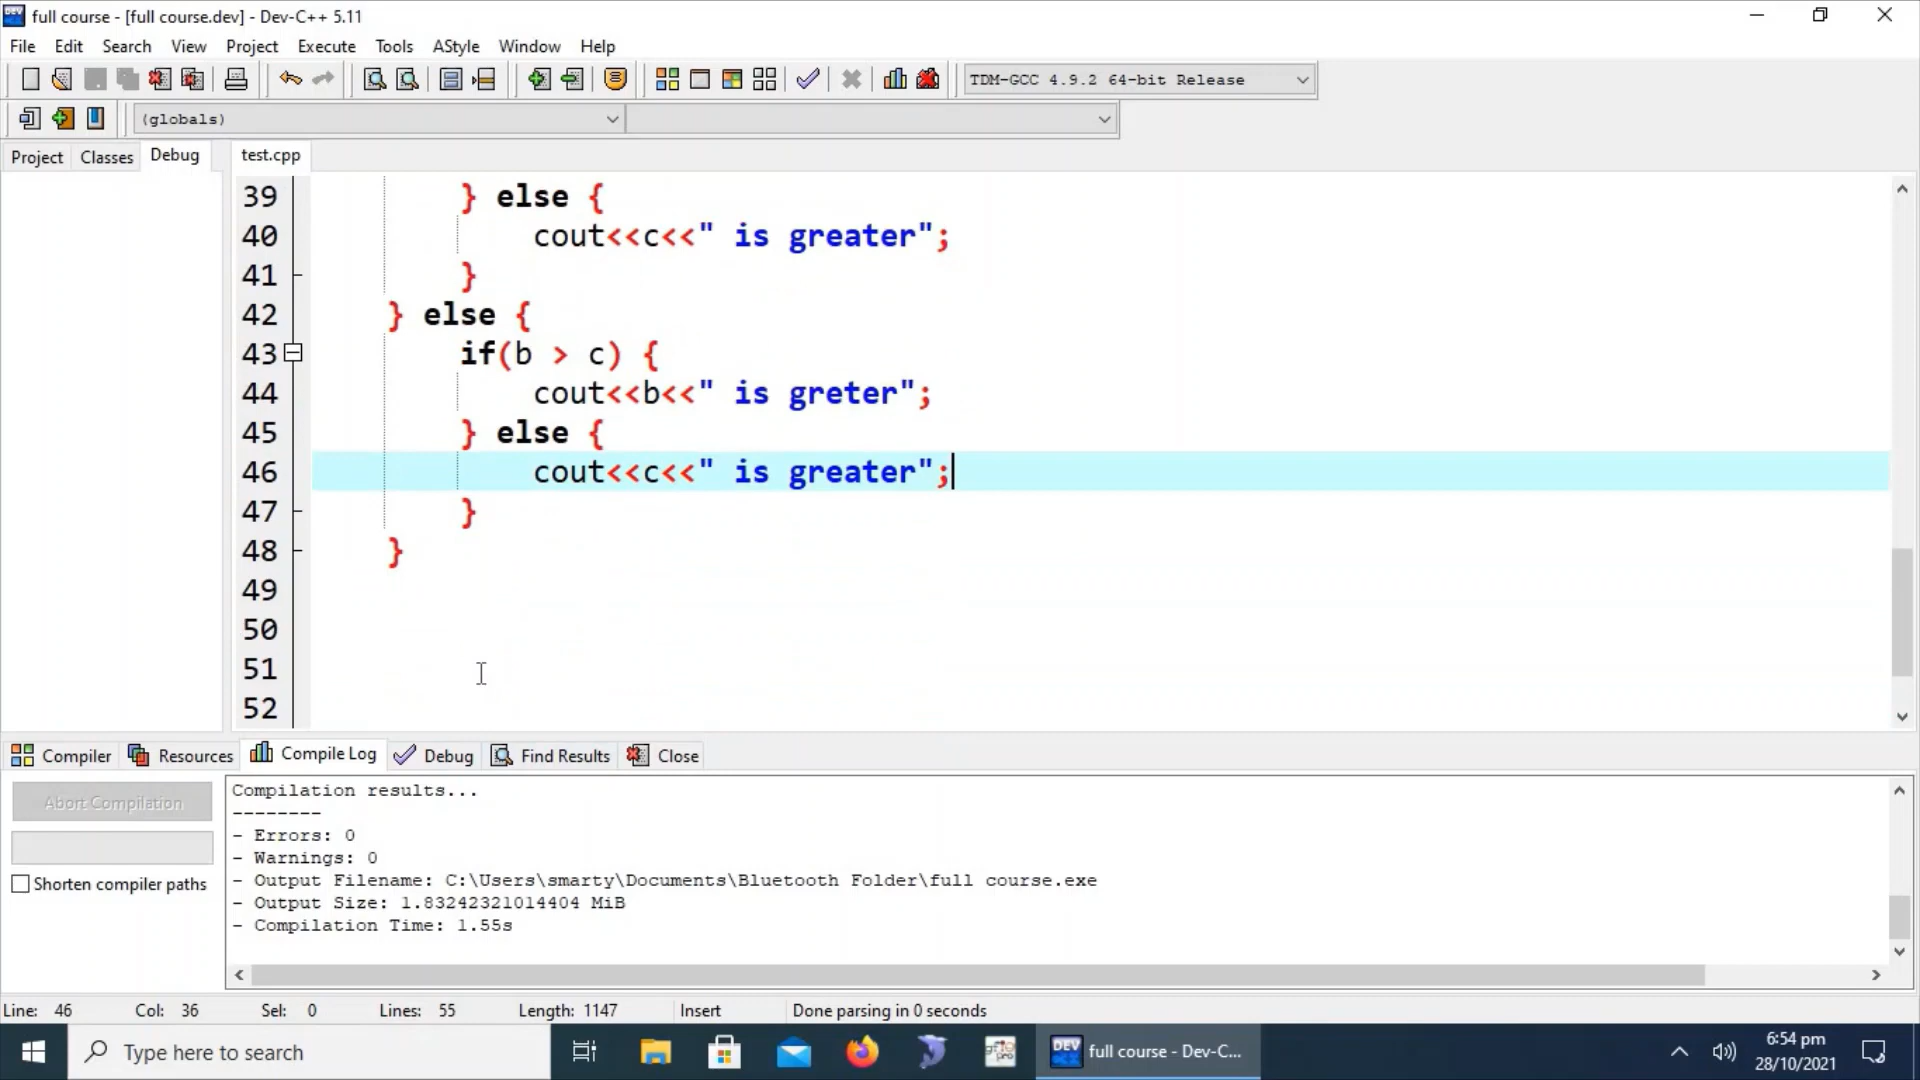 full course - [full course.dev] - Dev-C++ 5.11
File Edit Search View Project Execute Tools AStyle Window Help
TDM-GCC 4.9.2 64-bit Release
(globals)
Project Classes Debug test.cpp
39 } else {
40 cout<<c<<" is greater";
41 }
42 } else {
43 if(b > c) {
44 cout<<b<<" is greter";
45 } else {
46 cout<<c<<" is greater";
47 }
48 }
49
50
51
52
Compiler Resources Compile Log Debug Find Results Close
Abort Compilation
Shorten compiler paths
Compilation results...
--------
- Errors: 0
- Warnings: 0
- Output Filename: C:\Users\smarty\Documents\Bluetooth Folder\full course.exe
- Output Size: 1.83242321014404 MiB
- Compilation Time: 1.55s
Line: 46 Col: 36 Sel: 0 Lines: 55 Length: 1147 Insert Done parsing in 0 seconds
Type here to search
DEV
full course - Dev-C...
6:54 pm
28/10/2021